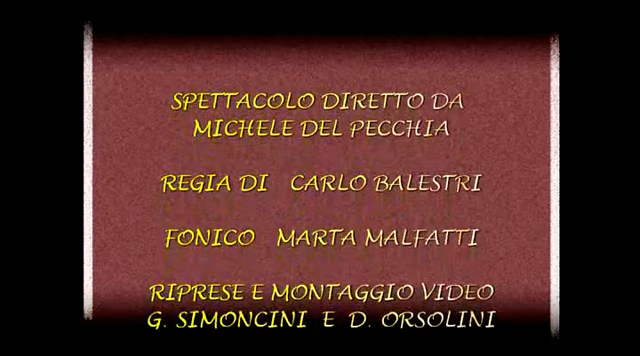 SPETTACOLO DIRETTO DA
MICHELE DEL PECCHIA
REGIA DI CARLO BALESTRI
FONICO MARTA MALFATTI
RIPRESE E MONTAGGIO VIDEO
G. SIMONCINI E D. ORSOLINI